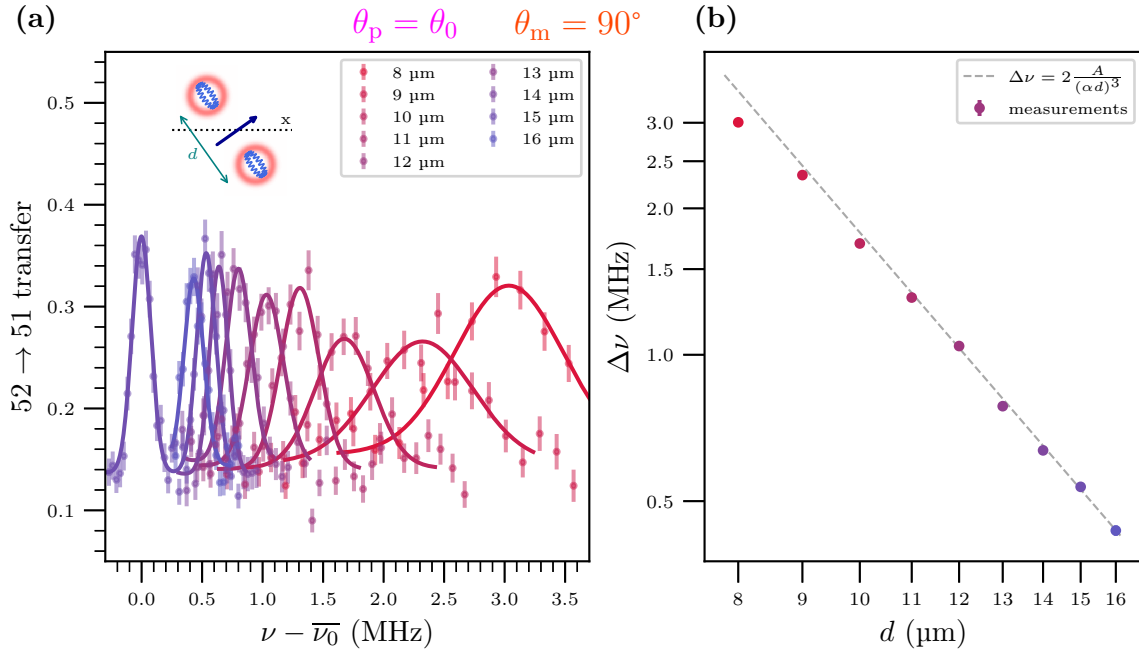 (a)
θp = θ0 θm = 90°
(b)
8 µm
9 µm
10 µm
11 µm
12 µm
13 µm
14 µm
15 µm
16 µm
x
d
52 → 51 transfer
0.5
0.4
0.3
0.2
0.1
0.0 0.5 1.0 1.5 2.0 2.5 3.0 3.5
ν − ν̅0̅ (MHz)
Δν = 2 A/(αd)³
measurements
Δν (MHz)
3.0
2.5
2.0
1.5
1.0
0.5
8 9 10 11 12 13 14 15 16
d (µm)